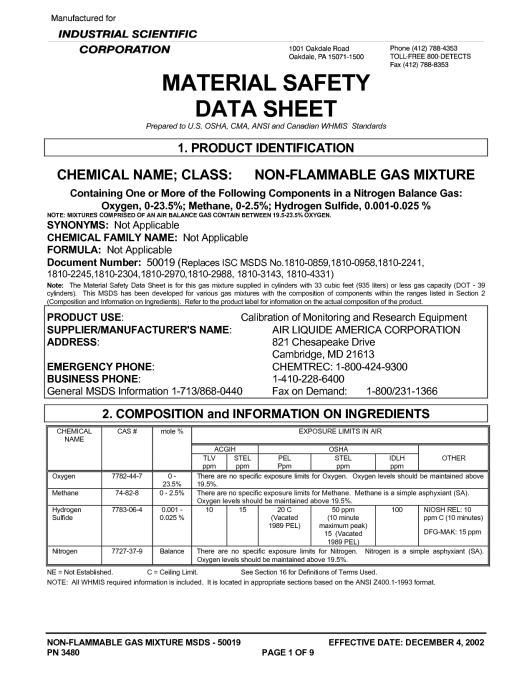 Manufactured for
INDUSTRIAL SCIENTIFIC
CORPORATION
1001 Oakdale Road
Oakdale, PA 15071-1500
Phone (412) 788-4353
TOLL-FREE 800-DETECTS
Fax (412) 788-8353
MATERIAL SAFETY
DATA SHEET
Prepared to U.S. OSHA, CMA, ANSI and Canadian WHMIS Standards
1. PRODUCT IDENTIFICATION
CHEMICAL NAME; CLASS: NON-FLAMMABLE GAS MIXTURE
Containing One or More of the Following Components in a Nitrogen Balance Gas:
Oxygen, 0-23.5%; Methane, 0-2.5%; Hydrogen Sulfide, 0.001-0.025 %
NOTE: MIXTURES COMPRISED OF AN AIR BALANCE GAS CONTAIN BETWEEN 19.5-23.5% OXYGEN.
SYNONYMS: Not Applicable
CHEMICAL FAMILY NAME: Not Applicable
FORMULA: Not Applicable
Document Number: 50019 (Replaces ISC MSDS No.1810-0859,1810-0958,1810-2241,
1810-2245,1810-2304,1810-2970,1810-2988, 1810-3143, 1810-4331)
Note: The Material Safety Data Sheet is for this gas mixture supplied in cylinders with 33 cubic feet (935 liters) or less gas capacity (DOT - 39
cylinders). This MSDS has been developed for various gas mixtures with the composition of components within the ranges listed in Section 2
(Composition and Information on Ingredients). Refer to the product label for information on the actual composition of the product.
PRODUCT USE: Calibration of Monitoring and Research Equipment
SUPPLIER/MANUFACTURER'S NAME: AIR LIQUIDE AMERICA CORPORATION
ADDRESS: 821 Chesapeake Drive
Cambridge, MD 21613
EMERGENCY PHONE: CHEMTREC: 1-800-424-9300
BUSINESS PHONE: 1-410-228-6400
General MSDS Information 1-713/868-0440 Fax on Demand: 1-800/231-1366
2. COMPOSITION and INFORMATION ON INGREDIENTS
CHEMICAL NAME CAS # mole % EXPOSURE LIMITS IN AIR
ACGIH OSHA
TLV ppm STEL ppm PEL Ppm STEL ppm IDLH ppm OTHER
Oxygen 7782-44-7 0 - 23.5% There are no specific exposure limits for Oxygen. Oxygen levels should be maintained above 19.5%.
Methane 74-82-8 0 - 2.5% There are no specific exposure limits for Methane. Methane is a simple asphyxiant (SA). Oxygen levels should be maintained above 19.5%.
Hydrogen Sulfide 7783-06-4 0.001 - 0.025 % 10 15 20 C (Vacated 1989 PEL) 50 ppm (10 minute maximum peak) 15 (Vacated 1989 PEL) 100 NIOSH REL: 10 ppm C (10 minutes) DFG-MAK: 15 ppm
Nitrogen 7727-37-9 Balance There are no specific exposure limits for Nitrogen. Nitrogen is a simple asphyxiant (SA). Oxygen levels should be maintained above 19.5%.
NE = Not Established. C = Ceiling Limit. See Section 16 for Definitions of Terms Used.
NOTE: All WHMIS required information is included. It is located in appropriate sections based on the ANSI Z400.1-1993 format.
NON-FLAMMABLE GAS MIXTURE MSDS - 50019 EFFECTIVE DATE: DECEMBER 4, 2002
PN 3480 PAGE 1 OF 9